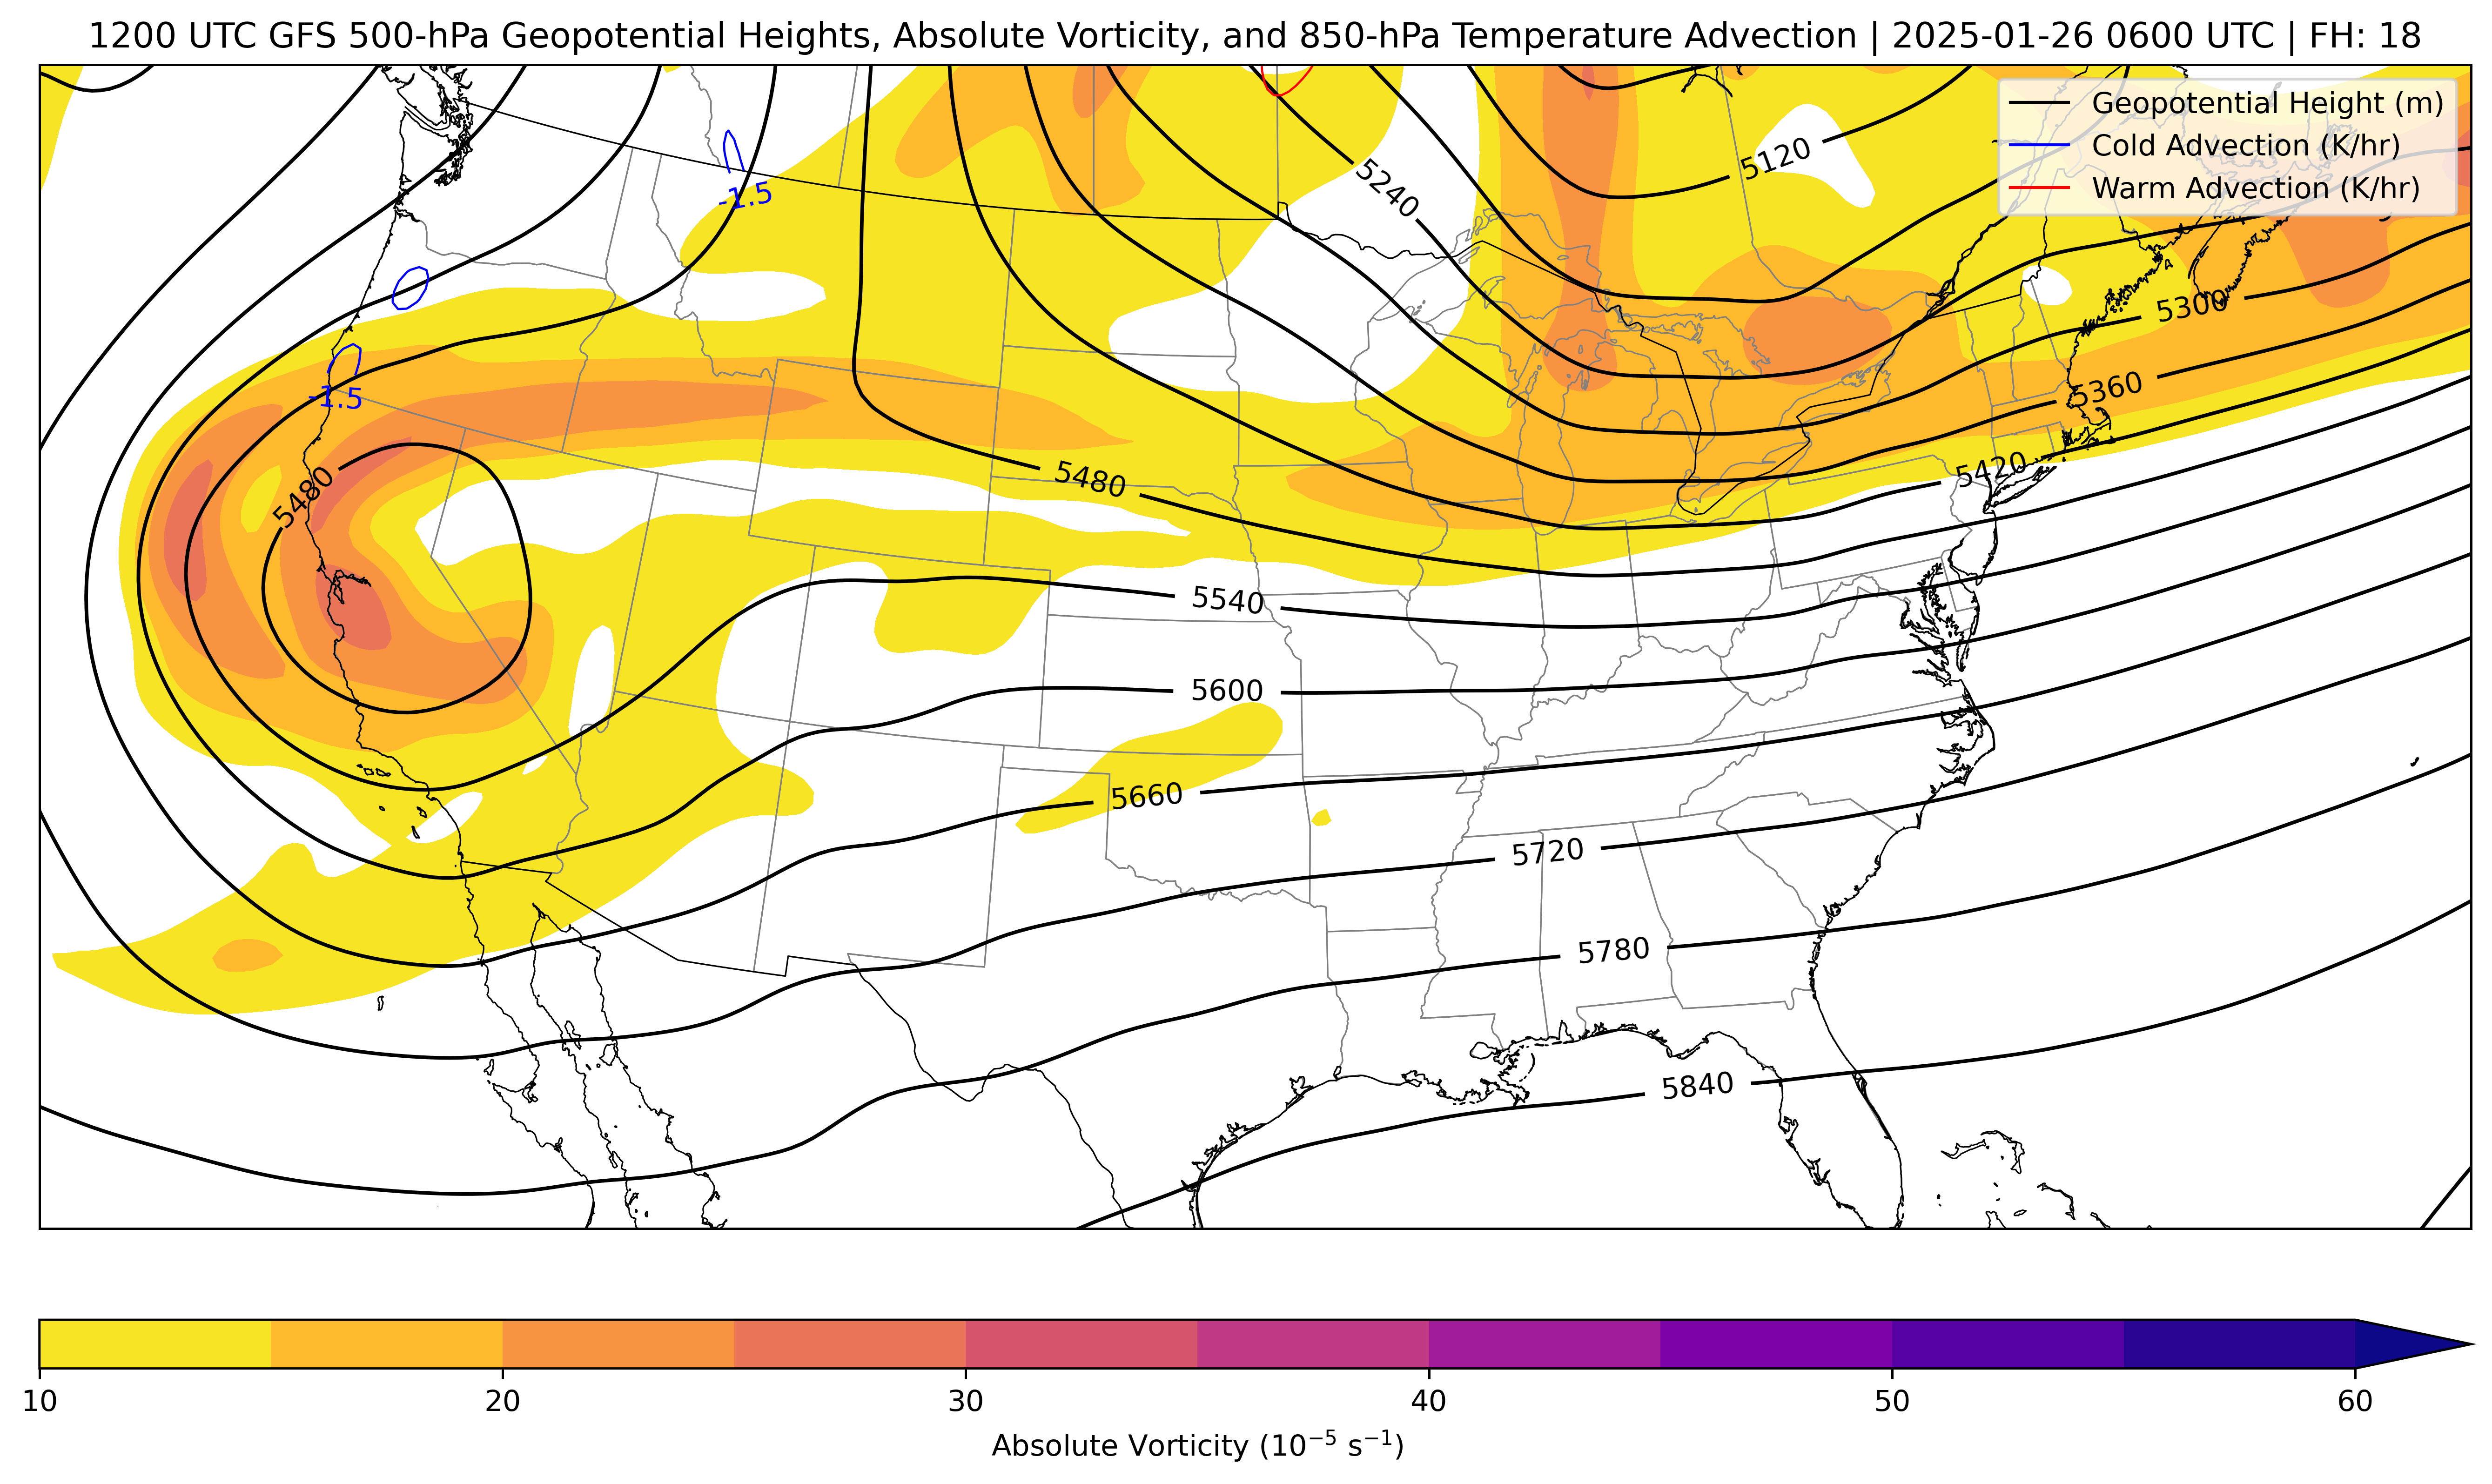 1200 UTC GFS 500-hPa Geopotential Heights, Absolute Vorticity, and 850-hPa Temperature Advection | 2025-01-26 0600 UTC | FH: 18
Geopotential Height (m)
Cold Advection (K/hr)
Warm Advection (K/hr)
5120
5240
-1.5
5300
-1.5
5360
5420
5480
5480
5540
5600
5660
5720
5780
5840
10 20 30 40 50 60
Absolute Vorticity (10⁻⁵ s⁻¹)